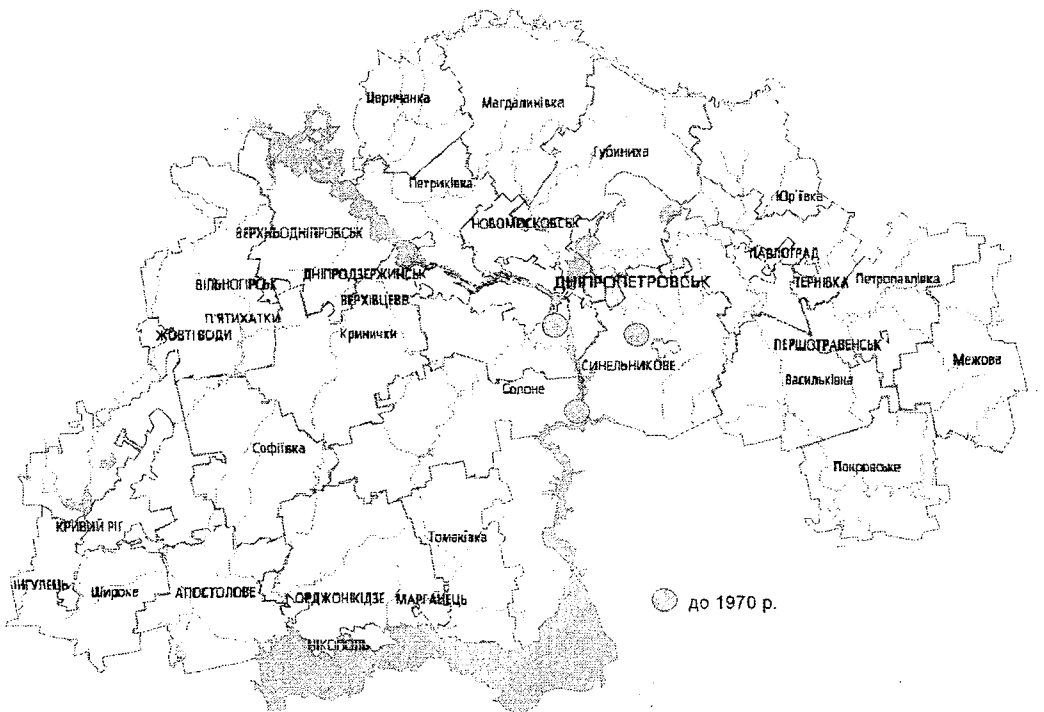 Царичанка
Магдалинівка
Губиниха
Петриківка
Юр'ївка
НОВОМОСКОВСЬК
ВЕРХНЬОДНІПРОВСЬК
ПАВЛОГРАД
ДНІПРОДЗЕРЖИНСЬК
ДНІПРОПЕТРОВСЬК
ТЕРНІВКА
Петропавлівка
ВІЛЬНОГІРСЬК
ВЕРХІВЦЕВЕ
П'ЯТИХАТКИ
ЖОВТІ ВОДИ
Кринички
ПЕРШОТРАВЕНСЬК
Межова
СИНЕЛЬНИКОВЕ
Васильківка
Солоне
Софіївка
Покровське
КРИВИЙ РІГ
Томаківка
ІНГУЛЕЦЬ
Широке
АПОСТОЛОВЕ
ОРДЖОНІКІДЗЕ
МАРГАНЕЦЬ
до 1970 р.
НІКОПОЛЬ